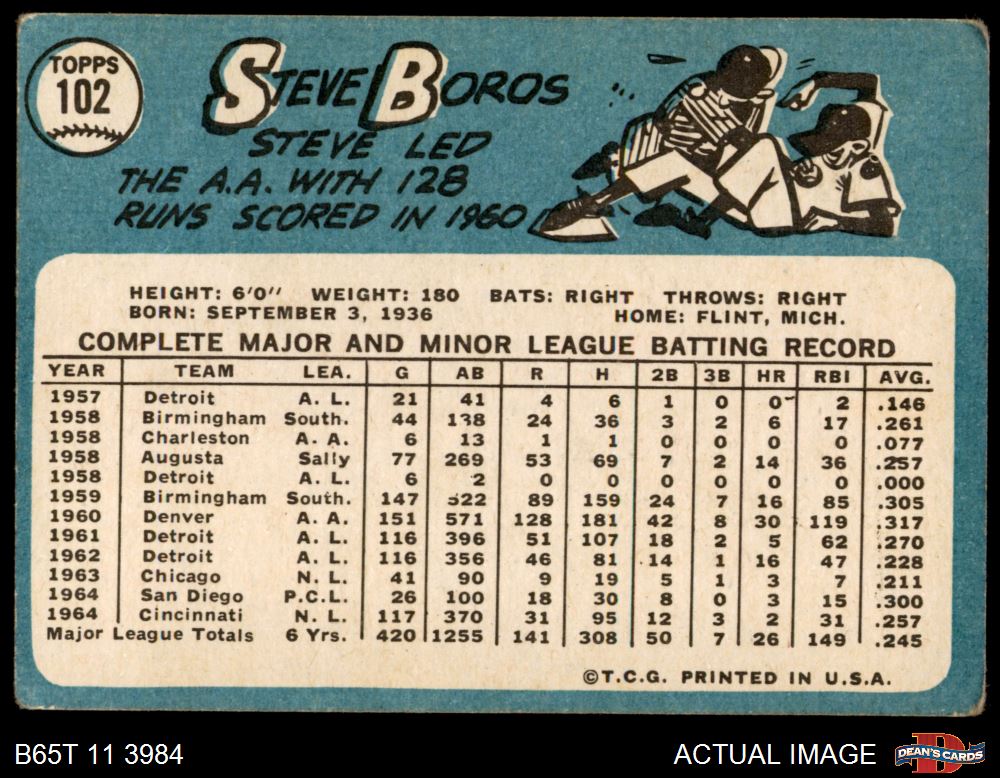 TOPPS
102
STEVE BOROS
STEVE LED
THE A.A. WITH 128
RUNS SCORED IN 1960
HEIGHT: 6'0" WEIGHT: 180 BATS: RIGHT THROWS: RIGHT
BORN: SEPTEMBER 3, 1936 HOME: FLINT, MICH.
COMPLETE MAJOR AND MINOR LEAGUE BATTING RECORD
YEAR TEAM LEA. G AB R H 2B 3B HR RBI AVG.
1957 Detroit A. L. 21 41 4 6 1 0 0 2 .146
1958 Birmingham South. 44 138 24 36 3 2 6 17 .261
1958 Charleston A. A. 6 13 1 1 0 0 0 0 .077
1958 Augusta Sally 77 269 53 69 7 2 14 36 .257
1958 Detroit A. L. 6 2 0 0 0 0 0 0 .000
1959 Birmingham South. 147 522 89 159 24 7 16 85 .305
1960 Denver A. A. 151 571 128 181 42 8 30 119 .317
1961 Detroit A. L. 116 396 51 107 18 2 5 62 .270
1962 Detroit A. L. 116 356 46 81 14 1 16 47 .228
1963 Chicago N. L. 41 90 9 19 5 1 3 7 .211
1964 San Diego P.C.L. 26 100 18 30 8 0 3 15 .300
1964 Cincinnati N. L. 117 370 31 95 12 3 2 31 .257
Major League Totals 6 Yrs. 420 1255 141 308 50 7 26 149 .245
©T.C.G. PRINTED IN U.S.A.
B65T 11 3984 ACTUAL IMAGE DEAN'S CARDS